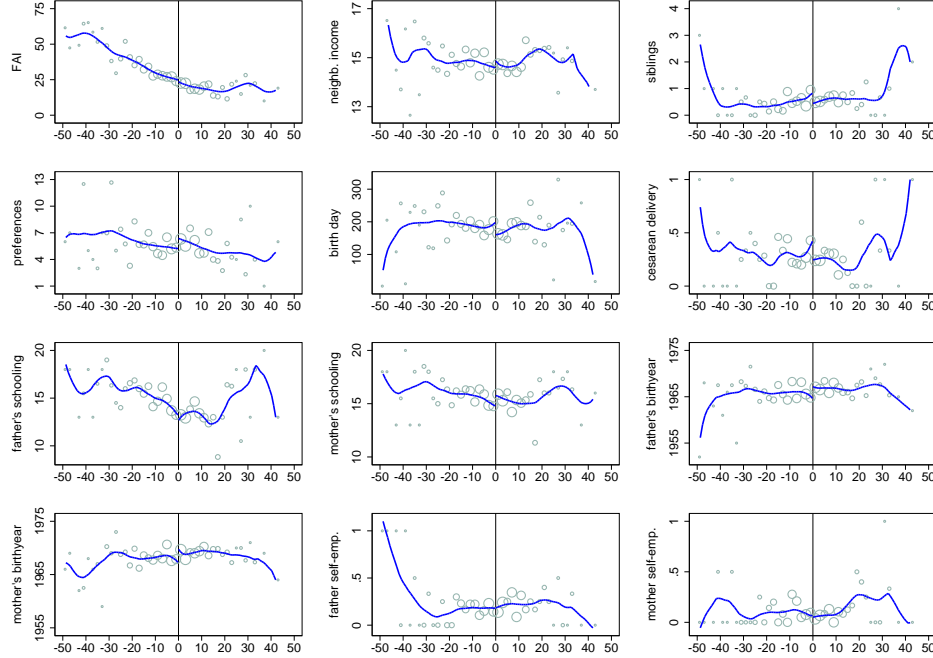 FAI
75
50
25
0
-50 -40 -30 -20 -10 0 10 20 30 40 50
neighb. income
17
15
13
-50 -40 -30 -20 -10 0 10 20 30 40 50
siblings
4
3
2
1
0
-50 -40 -30 -20 -10 0 10 20 30 40 50
preferences
13
10
7
4
1
-50 -40 -30 -20 -10 0 10 20 30 40 50
birth day
300
200
100
-50 -40 -30 -20 -10 0 10 20 30 40 50
cesarean delivery
1
.5
0
-50 -40 -30 -20 -10 0 10 20 30 40 50
father's schooling
20
15
10
-50 -40 -30 -20 -10 0 10 20 30 40 50
mother's schooling
20
15
10
-50 -40 -30 -20 -10 0 10 20 30 40 50
father's birthyear
1975
1965
1955
-50 -40 -30 -20 -10 0 10 20 30 40 50
mother's birthyear
1975
1965
1955
-50 -40 -30 -20 -10 0 10 20 30 40 50
father self-emp.
1
.5
0
-50 -40 -30 -20 -10 0 10 20 30 40 50
mother self-emp.
1
.5
0
-50 -40 -30 -20 -10 0 10 20 30 40 50